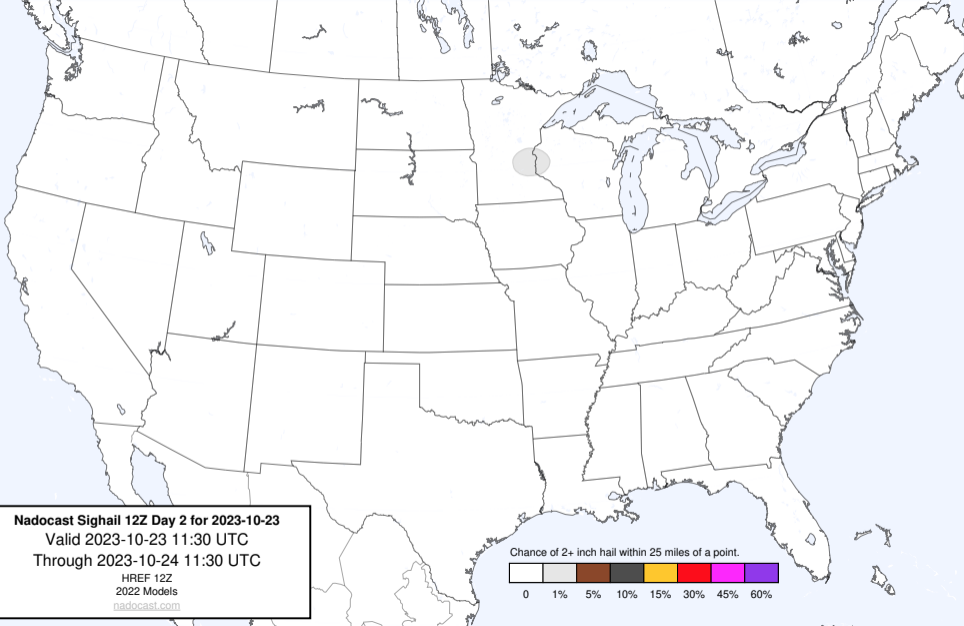 Nadocast Sighail 12Z Day 2 for 2023-10-23
Valid 2023-10-23 11:30 UTC
Through 2023-10-24 11:30 UTC
HREF 12Z
2022 Models
nadocast.com
Chance of 2+ inch hail within 25 miles of a point.
0 1% 5% 10% 15% 30% 45% 60%